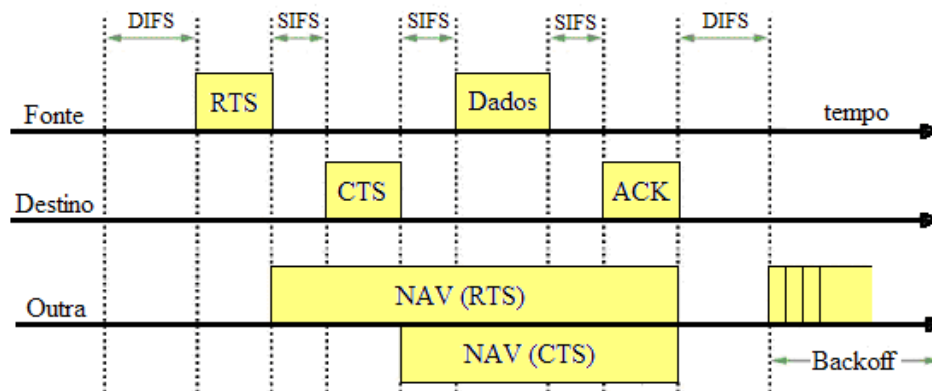 DIFS SIFS SIFS SIFS DIFS
RTS Dados
Fonte tempo
CTS ACK
Destino
NAV (RTS)
Outra
NAV (CTS) Backoff